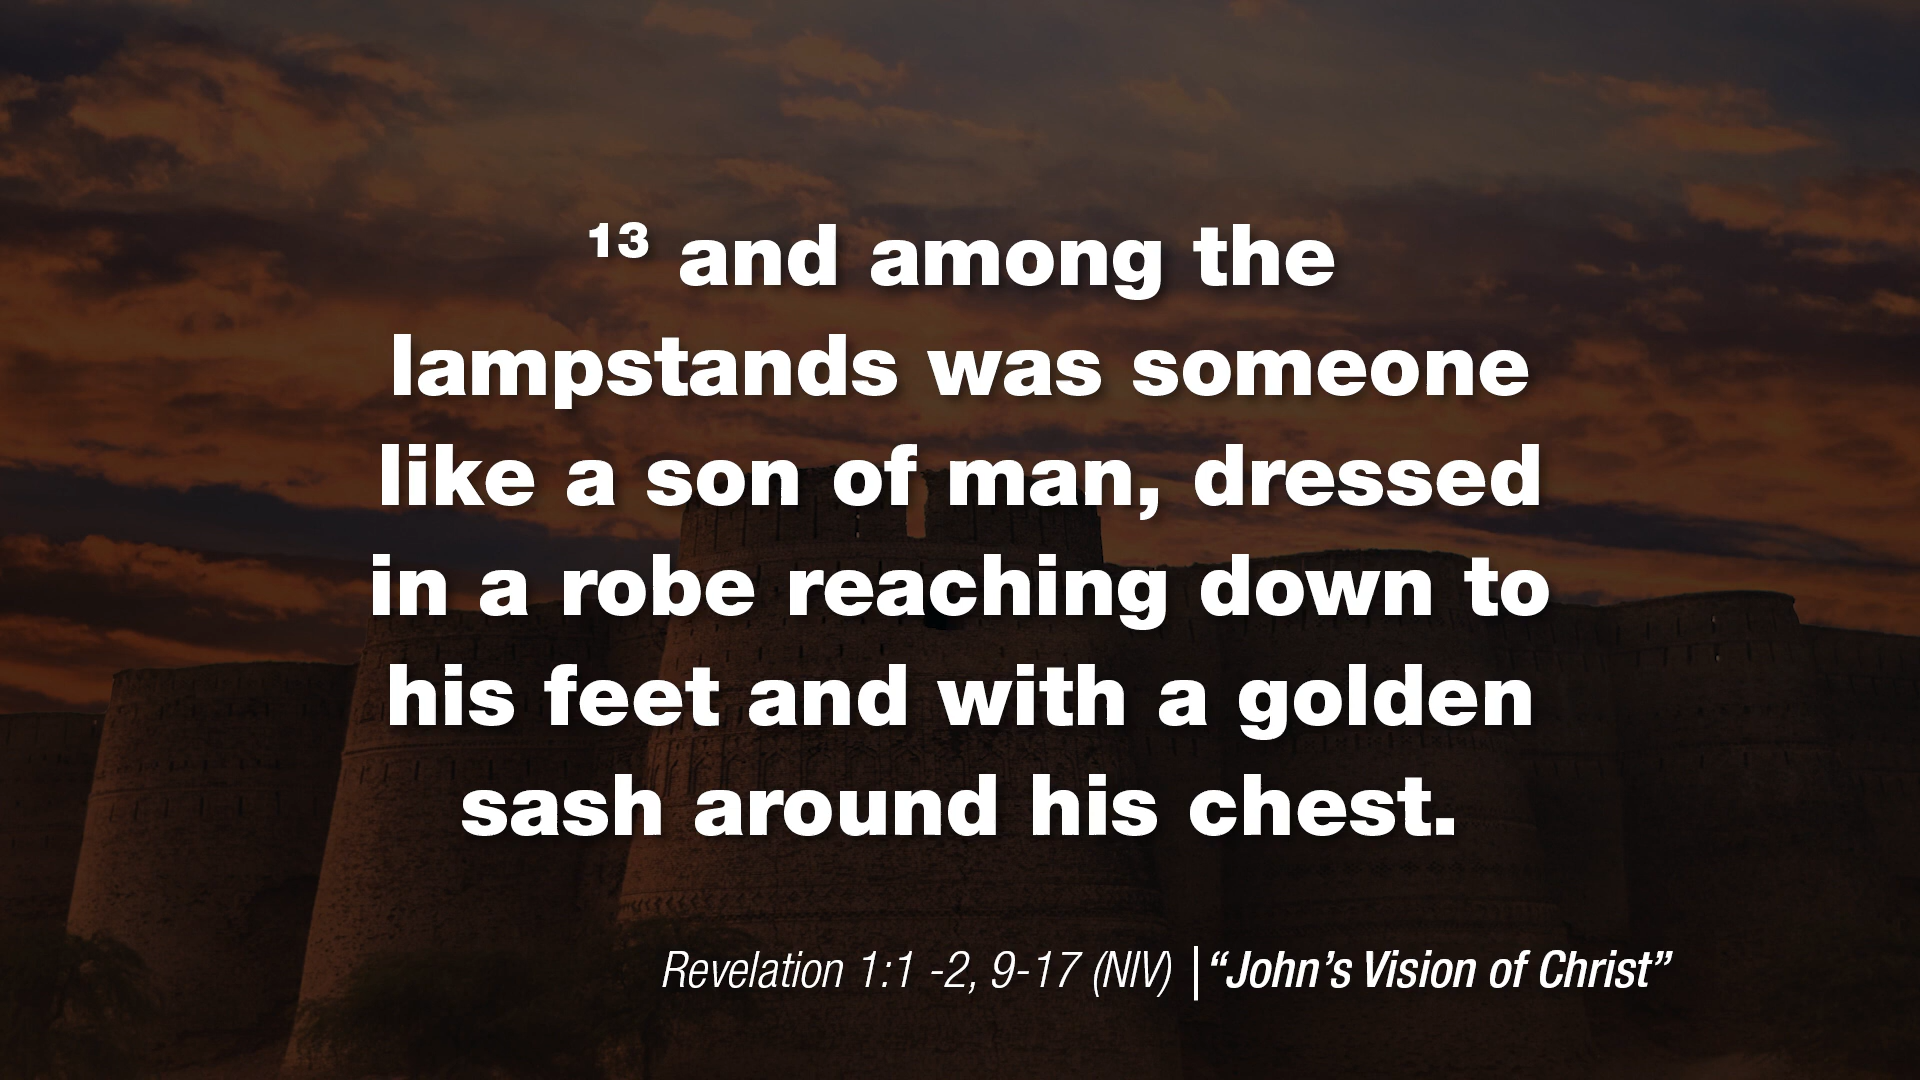 ¹³ and among the
lampstands was someone
like a son of man, dressed
in a robe reaching down to
his feet and with a golden
sash around his chest.
Revelation 1:1 -2, 9-17 (NIV) | “John’s Vision of Christ”